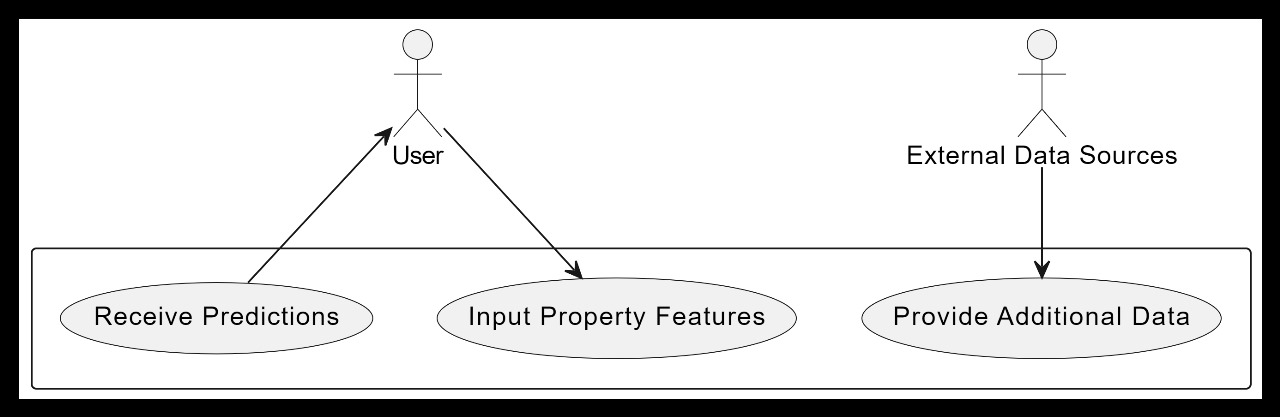 User
External Data Sources
Receive Predictions
Input Property Features
Provide Additional Data